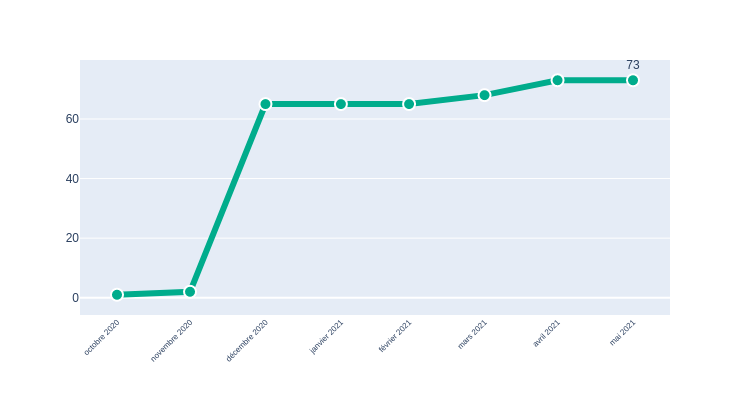 73
60
40
20
0
octobre 2020
novembre 2020
décembre 2020
janvier 2021
février 2021
mars 2021
avril 2021
mai 2021